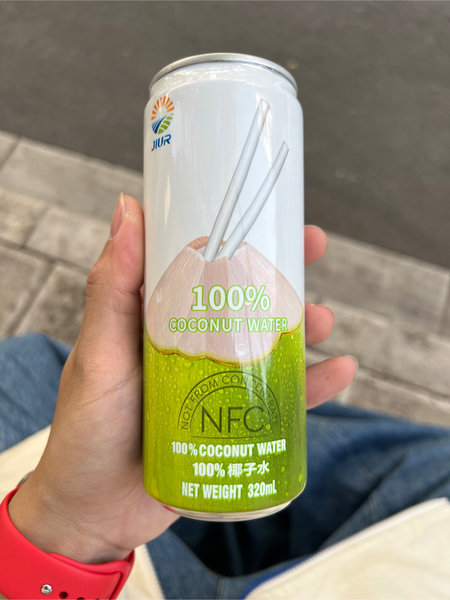 JIUR
100%
COCONUT WATER
NOT FROM CONCENTRATE
NFC
100% COCONUT WATER
100% 椰子水
NET WEIGHT 320mL